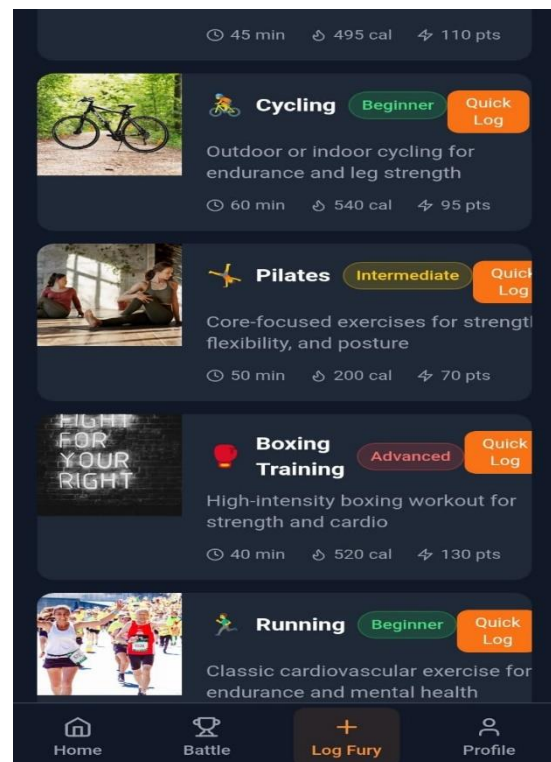 45 min 495 cal 110 pts
Cycling Beginner Quick
Log
Outdoor or indoor cycling for
endurance and leg strength
60 min 540 cal 95 pts
Pilates Intermediate Quick
Log
Core-focused exercises for strengt
flexibility, and posture
50 min 200 cal 70 pts
FIGHT
FOR
YOUR
RIGHT
Boxing
Training
Advanced
Quick
Log
High-intensity boxing workout for
strength and cardio
40 min 520 cal 130 pts
Running Beginner Quick
Log
Classic cardiovascular exercise for
endurance and mental health
Home Battle Log Fury Profile